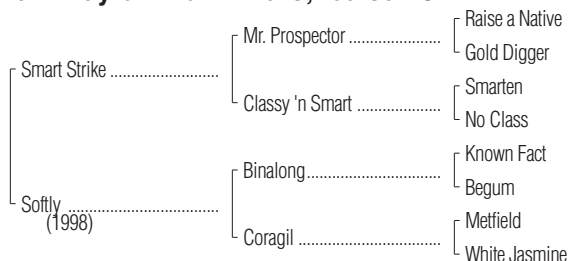 Raise a Native
Mr. Prospector ....................
Gold Digger
Smart Strike ........................
Smarten
Classy 'n Smart ..................
No Class
Known Fact
Binalong..............................
Begum
Softly .................................
(1998)
Metfield
Coragil ...............................
White Jasmine